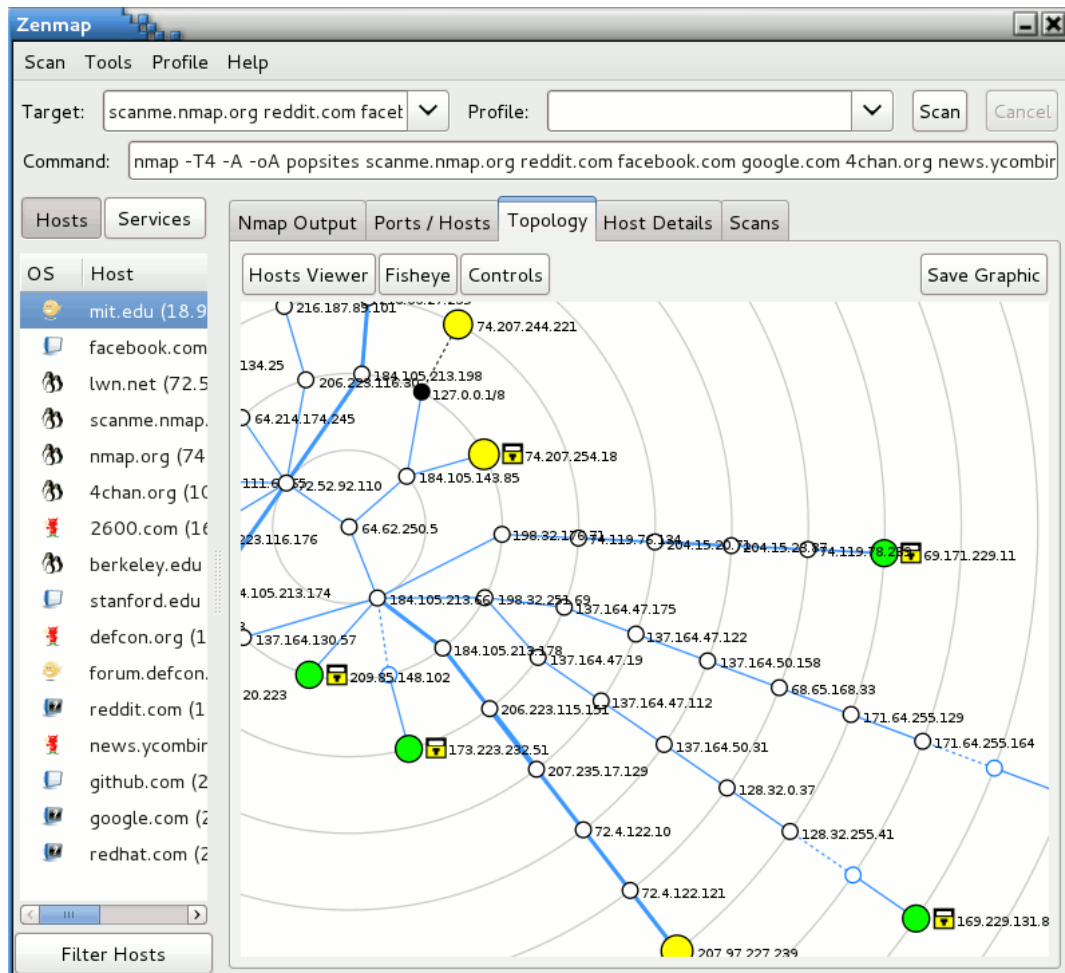 Zenmap
Scan Tools Profile Help
Target: scanme.nmap.org reddit.com faceb Profile: Scan Cancel
Command: nmap -T4 -A -oA popsites scanme.nmap.org reddit.com facebook.com google.com 4chan.org news.ycombir
Hosts Services
Nmap Output Ports / Hosts Topology Host Details Scans
OS Host
Hosts Viewer Fisheye Controls Save Graphic
mit.edu (18.9
facebook.com
lwn.net (72.5
scanme.nmap.
nmap.org (74
4chan.org (10
2600.com (16
berkeley.edu
stanford.edu
defcon.org (1
forum.defcon.
reddit.com (1
news.ycombir
github.com (2
google.com (2
redhat.com (2
Filter Hosts
216.187.89.101
74.207.244.221
134.25
184.105.213.198
206.223.116.30
127.0.0.1/8
64.214.174.245
74.207.254.18
184.105.143.85
72.52.92.110
64.62.250.5
223.116.176
198.32.176.71
74.119.76.134
204.15.20.71
204.15.23.87
69.171.229.11
4.105.213.174
184.105.213.66
198.32.251.69
137.164.47.175
137.164.130.57
137.164.47.122
184.105.213.178
137.164.47.19
137.164.50.158
209.85.148.102
68.65.168.33
20.223
137.164.47.112
206.223.115.151
171.64.255.129
171.64.255.164
137.164.50.31
173.223.232.51
207.235.17.129
128.32.0.37
72.4.122.10
128.32.255.41
72.4.122.121
169.229.131.8
207.97.227.239